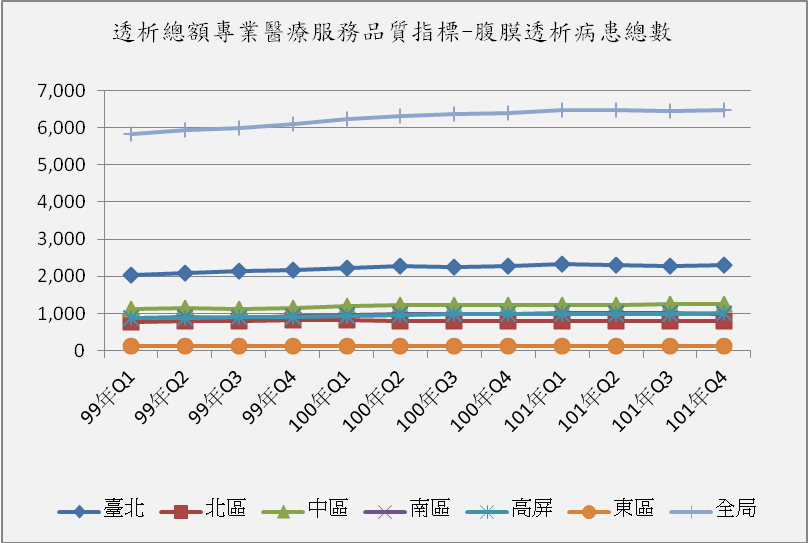 透析總額專業醫療服務品質指標-腹膜透析病患總數
7,000
6,000
5,000
4,000
3,000
2,000
1,000
0
99年Q1
99年Q2
99年Q3
99年Q4
100年Q1
100年Q2
100年Q3
100年Q4
101年Q1
101年Q2
101年Q3
101年Q4
臺北 北區 中區 南區 高屏 東區 全局